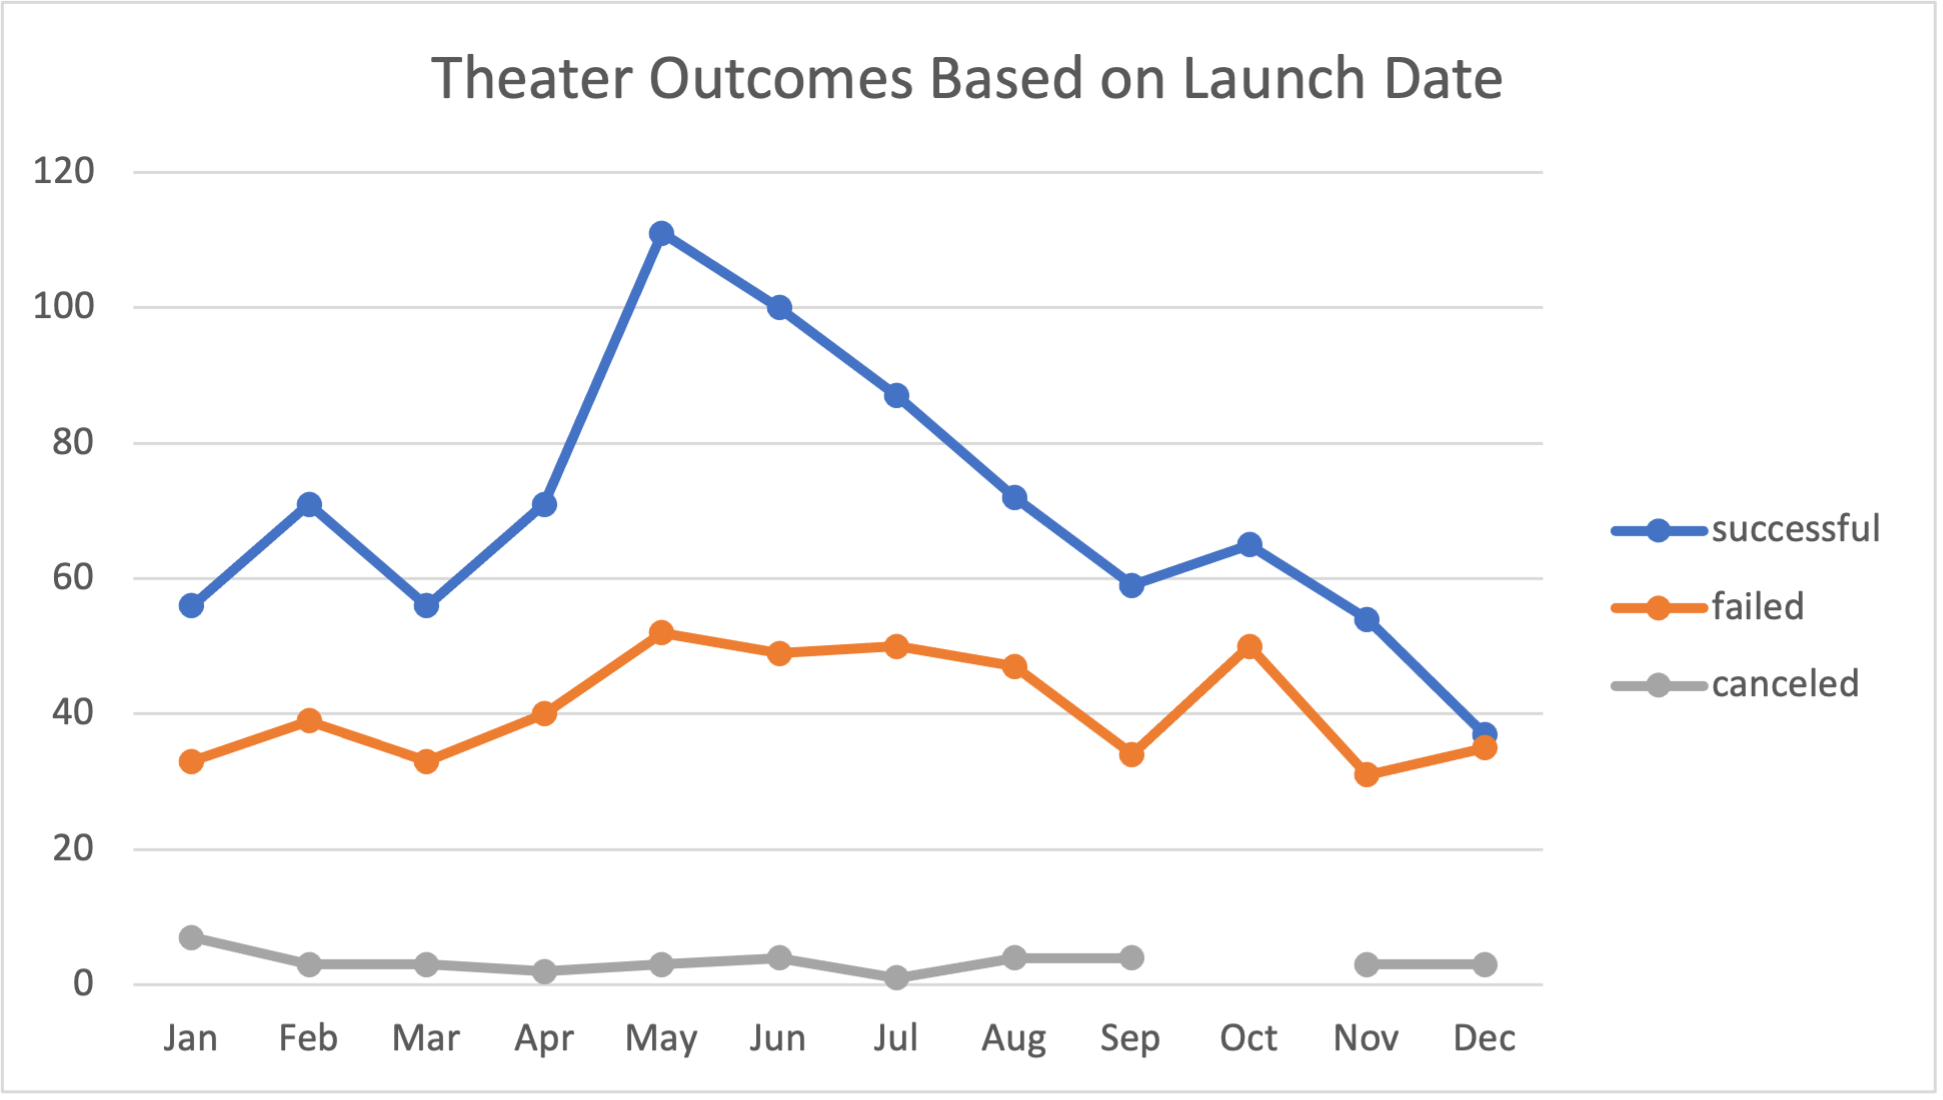 Theater Outcomes Based on Launch Date
120
100
80
60
40
20
0
Jan Feb Mar Apr May Jun Jul Aug Sep Oct Nov Dec
successful
failed
canceled